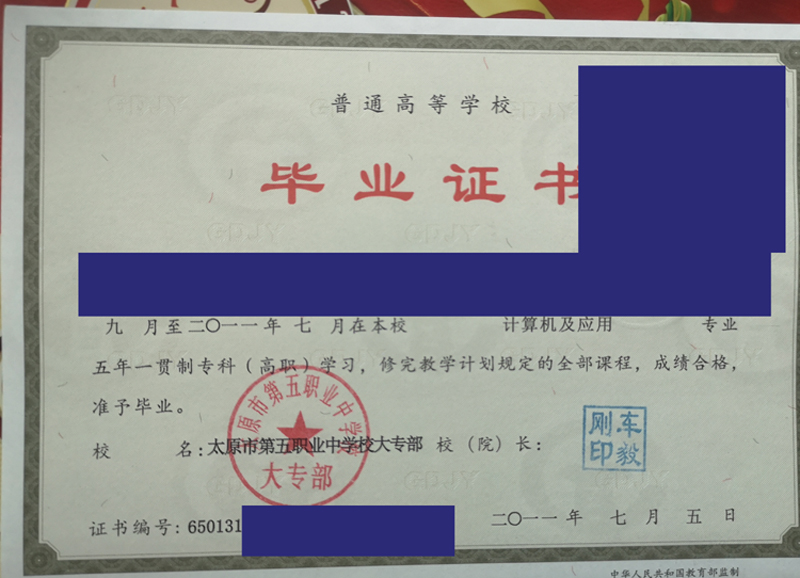 普通高等学校
毕业证书
九 月至二〇一一年 七 月在本校 计算机及应用 专业
五年一贯制专科(高职)学习,修完教学计划规定的全部课程,成绩合格,
准予毕业。
校 名:太原市第五职业中学校大专部 校(院)长:
太原市第五职业中学校
大专部
车毅刚印
证书编号:650131
二〇一一年 七 月 五 日
中华人民共和国教育部监制